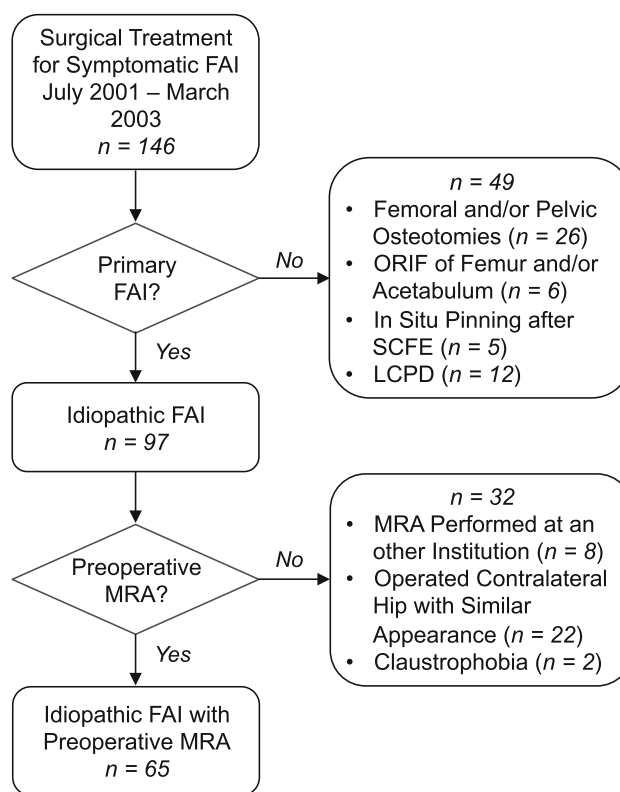 Surgical Treatment
for Symptomatic FAI
July 2001 – March
2003
n = 146
Primary
FAI?
No
n = 49
• Femoral and/or Pelvic
Osteotomies (n = 26)
• ORIF of Femur and/or
Acetabulum (n = 6)
• In Situ Pinning after
SCFE (n = 5)
• LCPD (n = 12)
Yes
Idiopathic FAI
n = 97
Preoperative
MRA?
No
n = 32
• MRA Performed at an
other Institution (n = 8)
• Operated Contralateral
Hip with Similar
Appearance (n = 22)
• Claustrophobia (n = 2)
Yes
Idiopathic FAI with
Preoperative MRA
n = 65